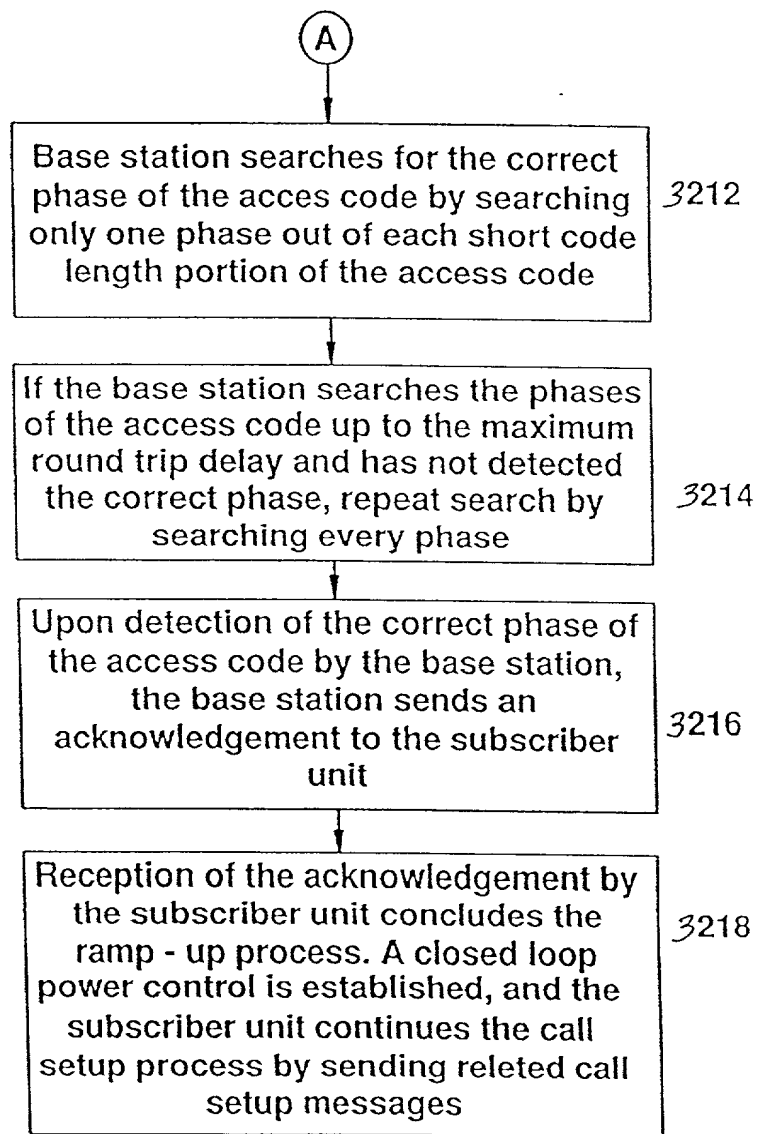 A
Base station searches for the correct
phase of the acces code by searching
only one phase out of each short code
length portion of the access code
3212
If the base station searches the phases
of the access code up to the maximum
round trip delay and has not detected
the correct phase, repeat search by
searching every phase
3214
Upon detection of the correct phase of
the access code by the base station,
the base station sends an
acknowledgement to the subscriber
unit
3216
Reception of the acknowledgement by
the subscriber unit concludes the
ramp - up process. A closed loop
power control is established, and the
subscriber unit continues the call
setup process by sending releted call
setup messages
3218